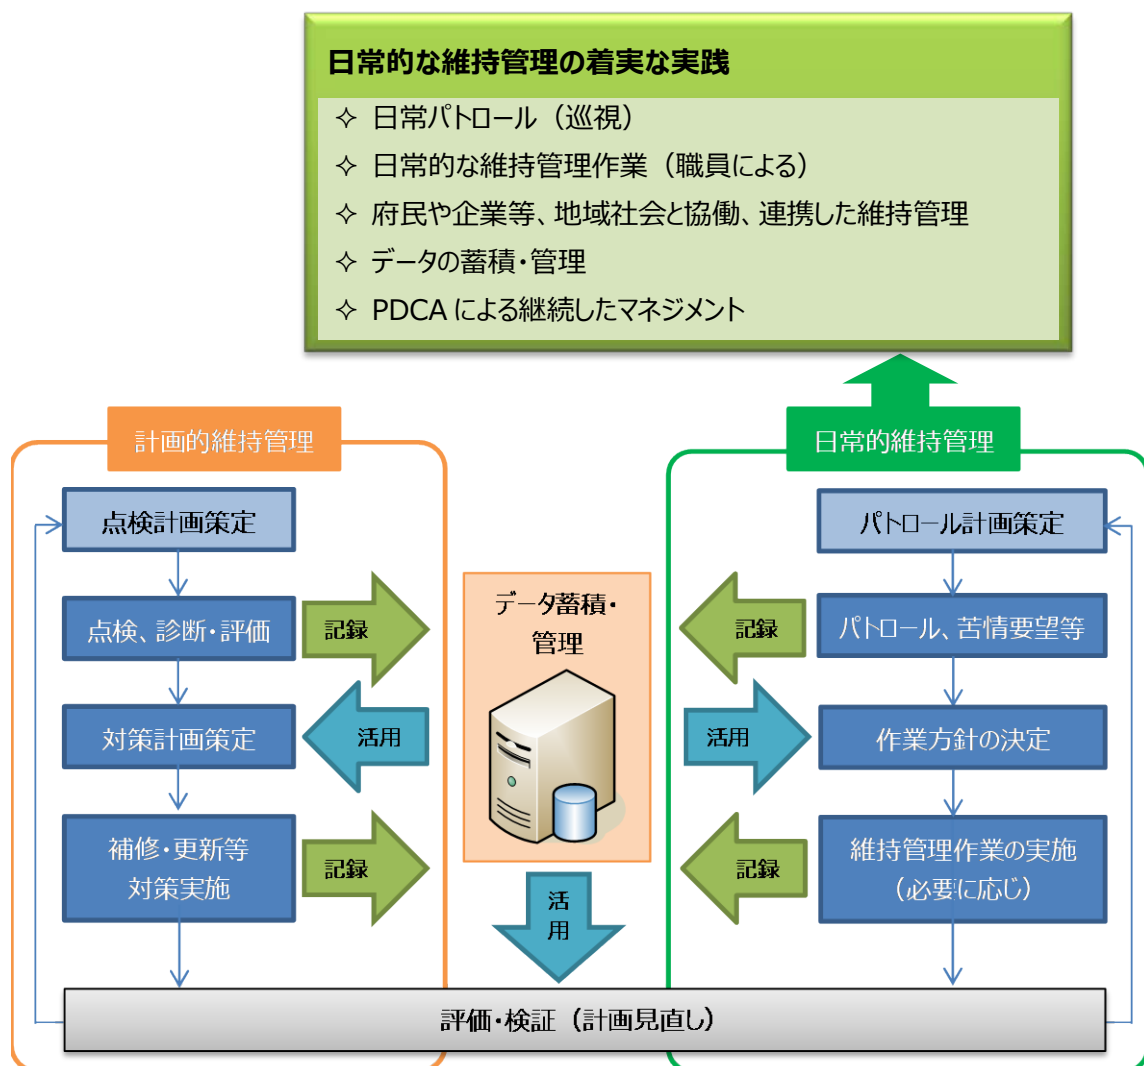 日常的な維持管理の着実な実践
✧ 日常パトロール（巡視）
✧ 日常的な維持管理作業（職員による）
✧ 府民や企業等、地域社会と協働、連携した維持管理
✧ データの蓄積・管理
✧ PDCA による継続したマネジメント
計画的維持管理
点検計画策定
点検、診断・評価
記録
対策計画策定
活用
補修・更新等
対策実施
記録
データ蓄積・
管理
活
用
日常的維持管理
パトロール計画策定
記録
パトロール、苦情要望等
活用
作業方針の決定
記録
維持管理作業の実施
（必要に応じ）
評価・検証（計画見直し）